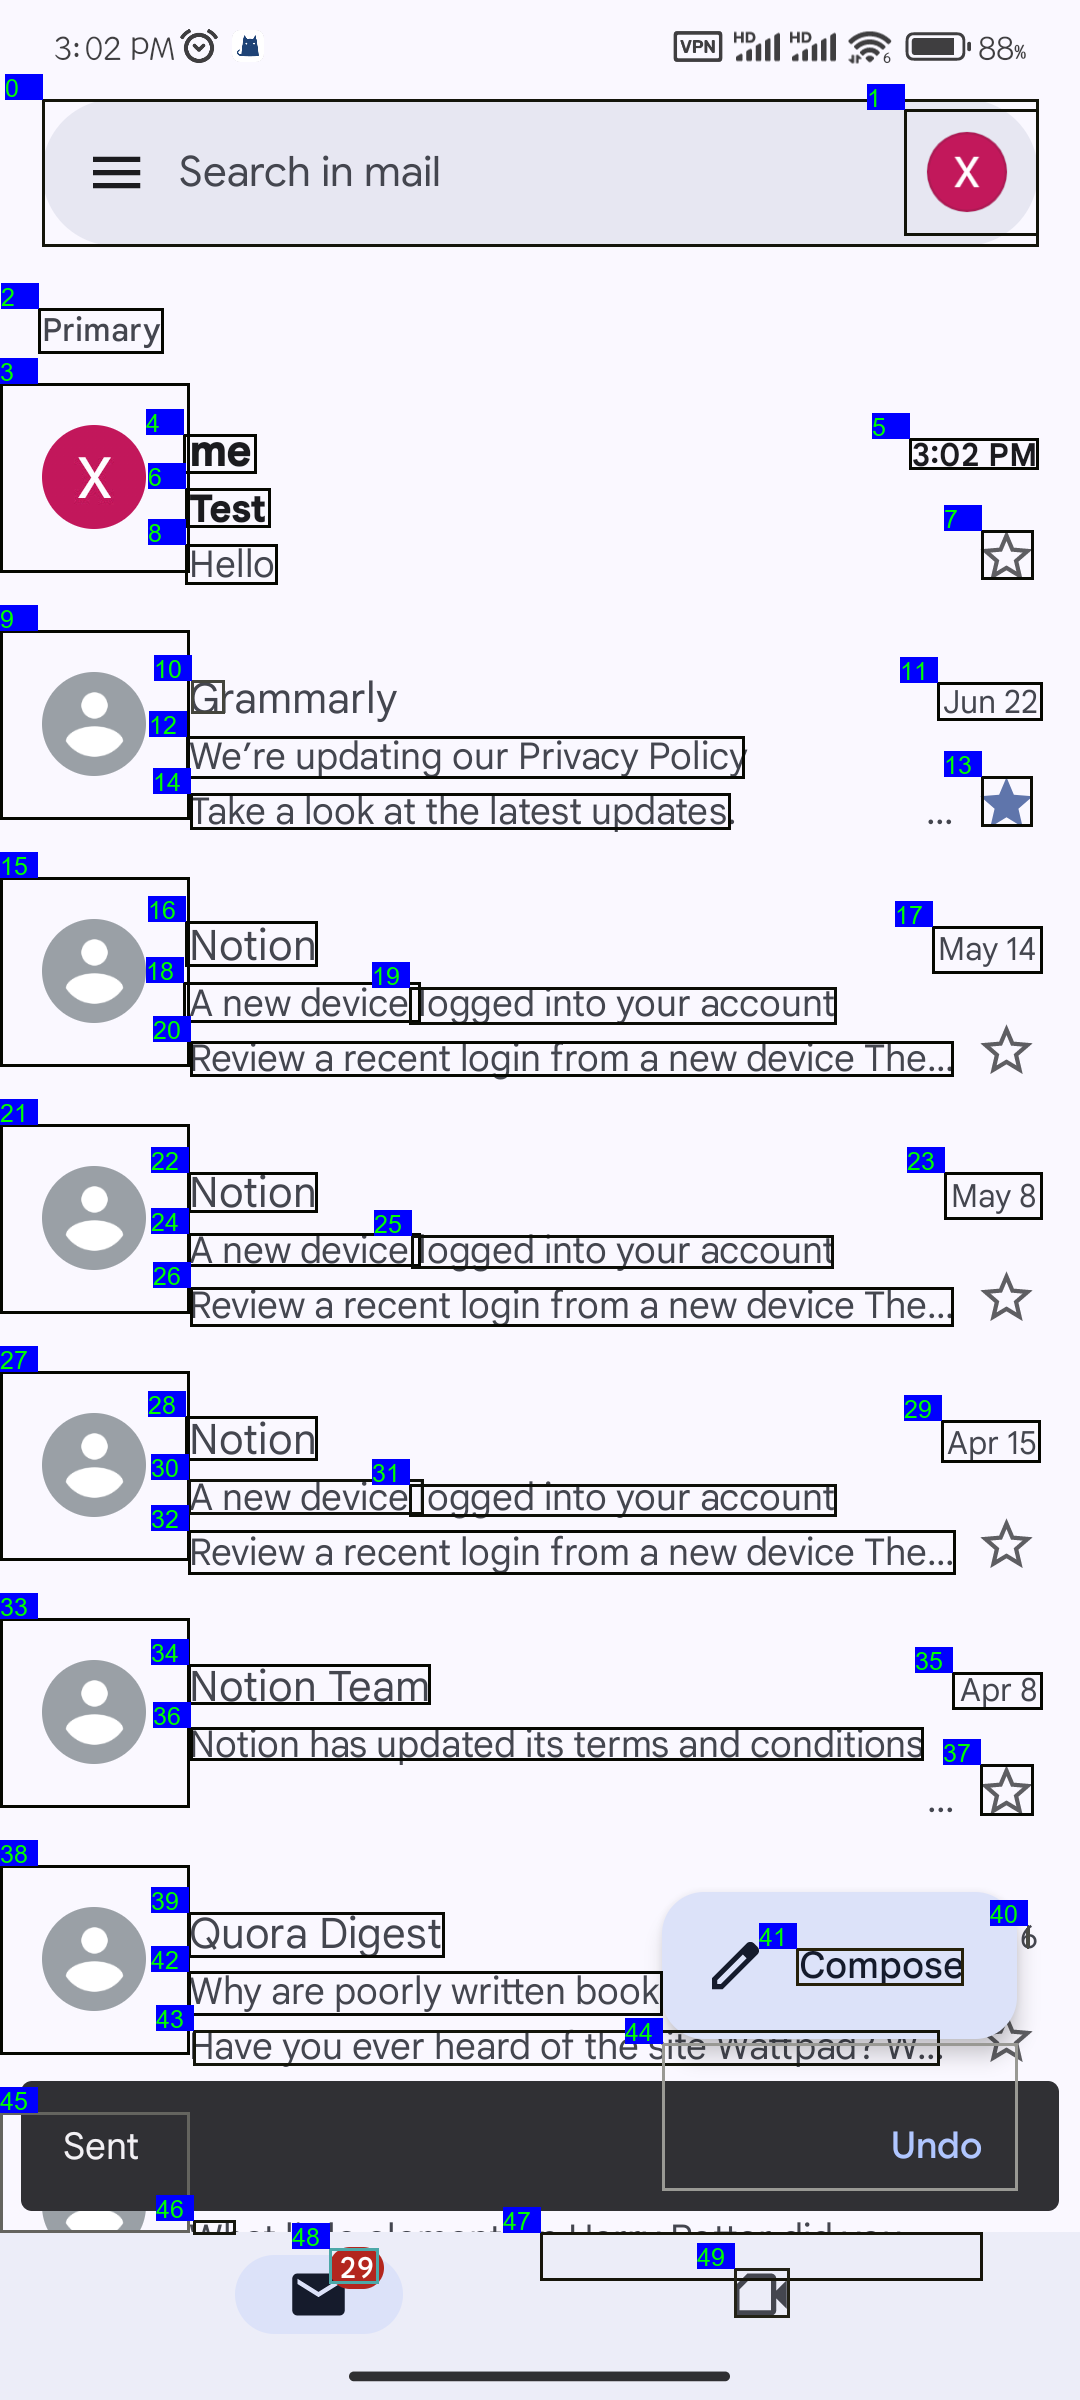 3:02 PM VPN HD HD 6 88%
0
1
Search in mail X
2
Primary
3
4
5
X me 3:02 PM
6
Test
7
8
Hello
9
10
11
Grammarly Jun 22
12
We're updating our Privacy Policy
13
14
Take a look at the latest updates. ...
15
16
17
Notion May 14
18
19
A new device logged into your account
20
Review a recent login from a new device The...
21
22
23
Notion May 8
24
25
A new device logged into your account
26
Review a recent login from a new device The...
27
28
29
Notion Apr 15
30
31
A new device logged into your account
32
Review a recent login from a new device The...
33
34
35
Notion Team Apr 8
36
Notion has updated its terms and conditions
37
...
38
39
40
Quora Digest 6
41
Compose
42
Why are poorly written book
43
44
Have you ever heard of the site Wattpad? W...
45
Sent Undo
46
47
48
29
49